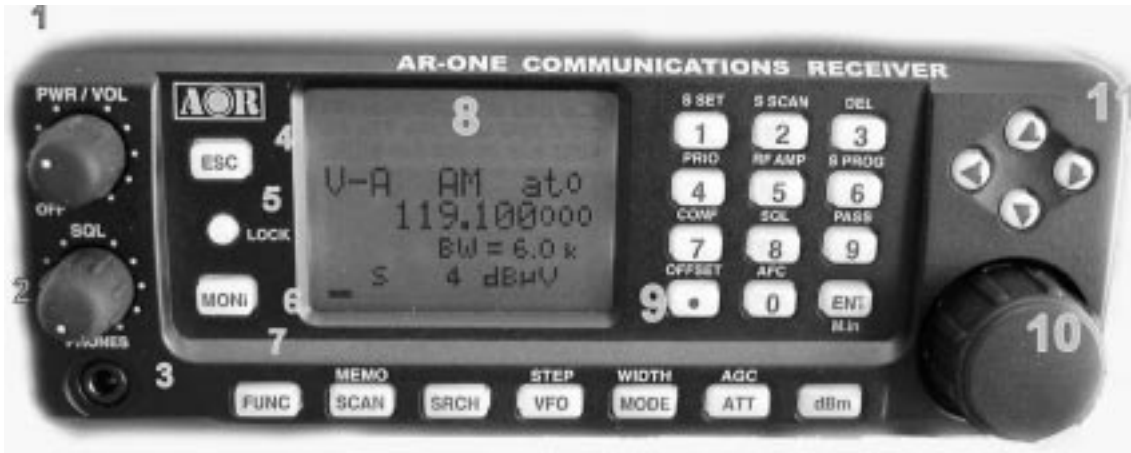 1
AR-ONE COMMUNICATIONS RECEIVER
PWR / VOL
OFF
SQL
2
PHONES
3
AOR
ESC
4
5
LOCK
MONi
6
7
8
V-A AM ato
119.100000
BW = 6.0 k
S 4 dBμV
S SET S SCAN DEL
1 2 3
PRIO RF AMP S PROG
4 5 6
CONF SQL PASS
7 8 9
OFFSET AFC
9 • 0 ENT
M.in
11
10
MEMO STEP WIDTH AGC
FUNC SCAN SRCH VFO MODE ATT dBm